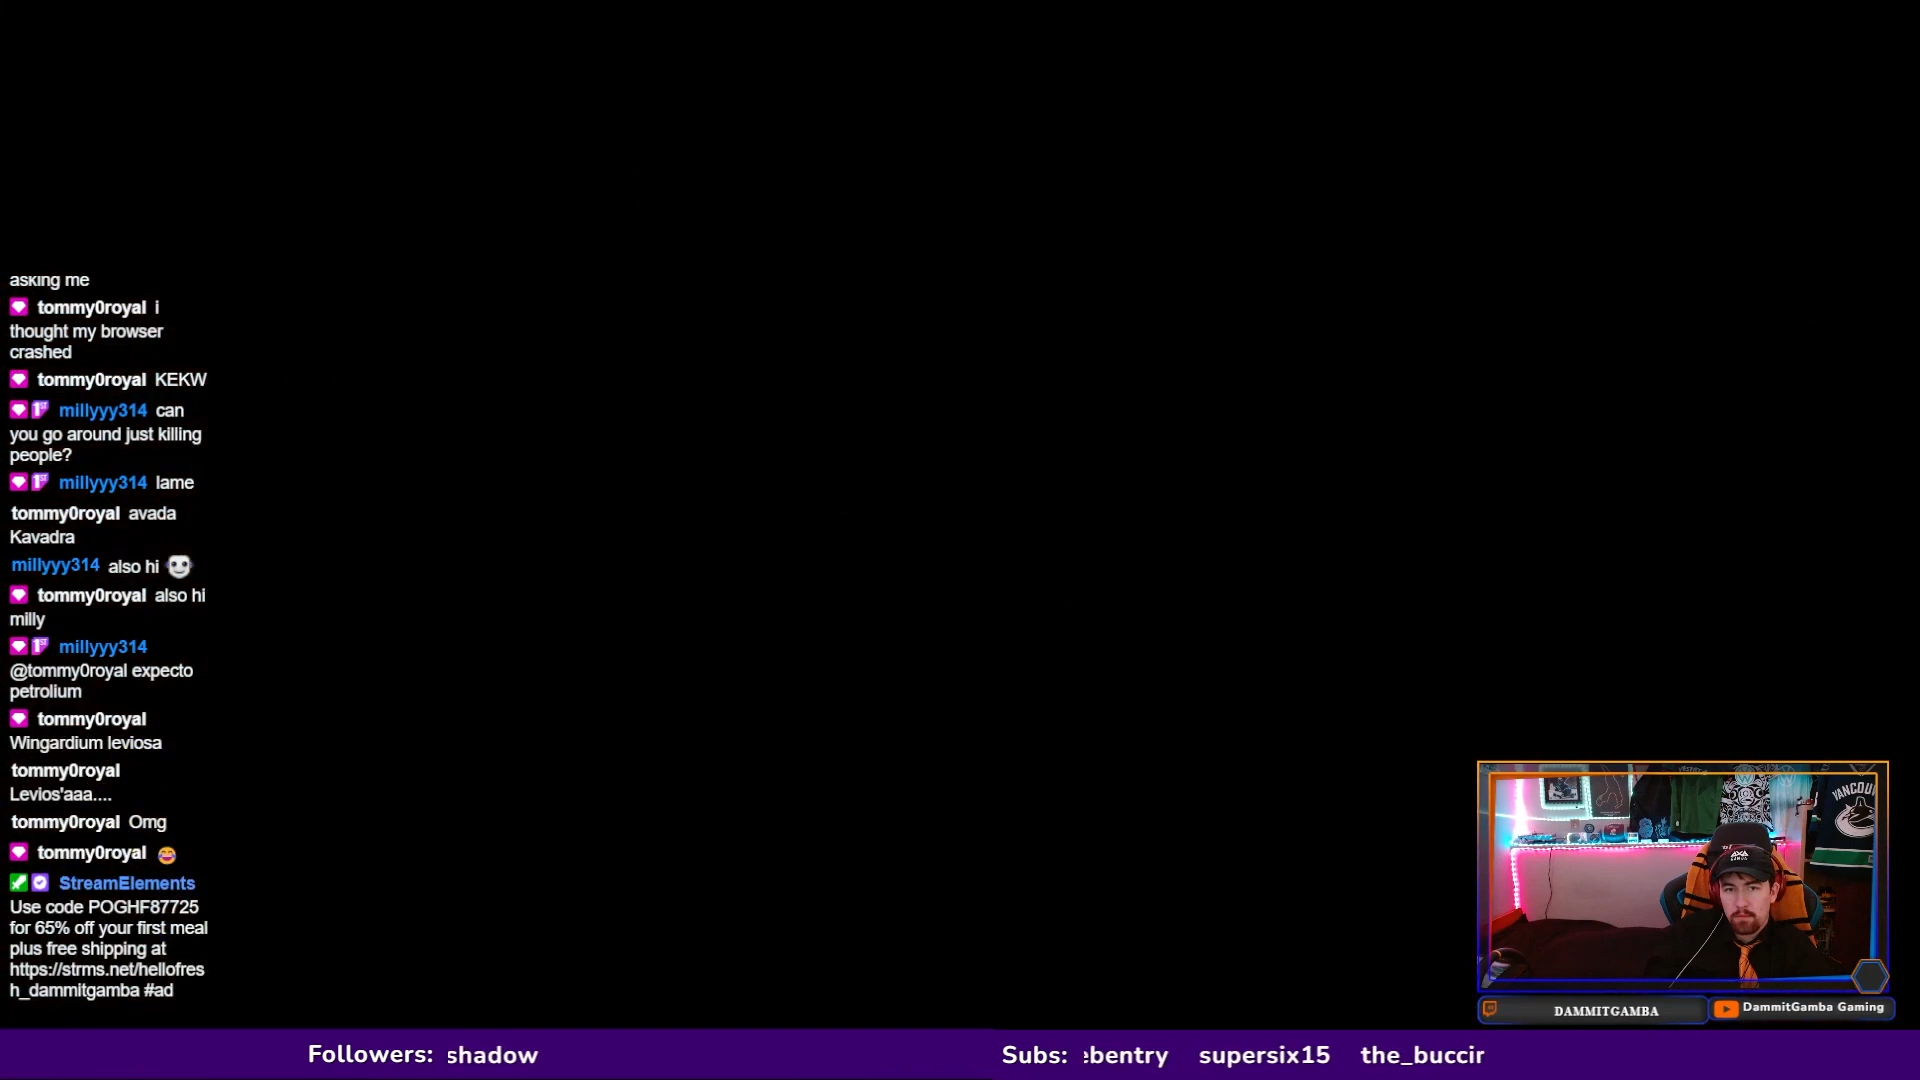 asking me
tommy0royal i
thought my browser
crashed
tommy0royal KEKW
millyyy314 can
you go around just killing
people?
millyyy314 lame
tommy0royal avada
Kavadra
millyyy314 also hi
tommy0royal also hi
milly
millyyy314
@tommy0royal expecto
petrolium
tommy0royal
Wingardium leviosa
tommy0royal
Levios'aaa....
tommy0royal Omg
tommy0royal
StreamElements
Use code POGHF87725
for 65% off your first meal
plus free shipping at
https://strms.net/hellofres
h_dammitgamba #ad
VANCOU
DAMMITGAMBA
DammitGamba Gaming
Followers: shadow
Subs: ebentry supersix15 the_buccir